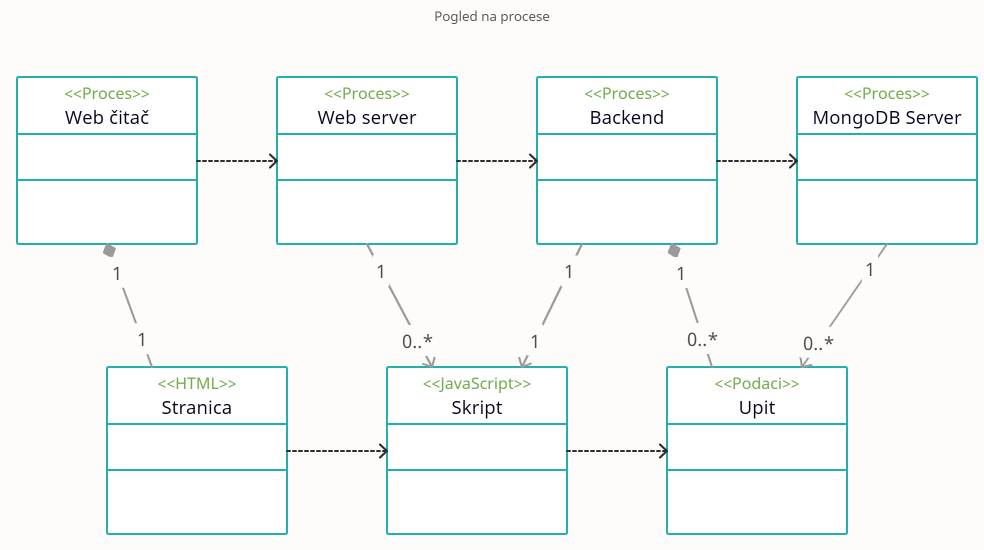 Pogled na procese
<<Proces>>
Web čitač
<<Proces>>
Web server
<<Proces>>
Backend
<<Proces>>
MongoDB Server
1
1
1
0..*
1
1
1
0..*
1
0..*
<<HTML>>
Stranica
<<JavaScript>>
Skript
<<Podaci>>
Upit